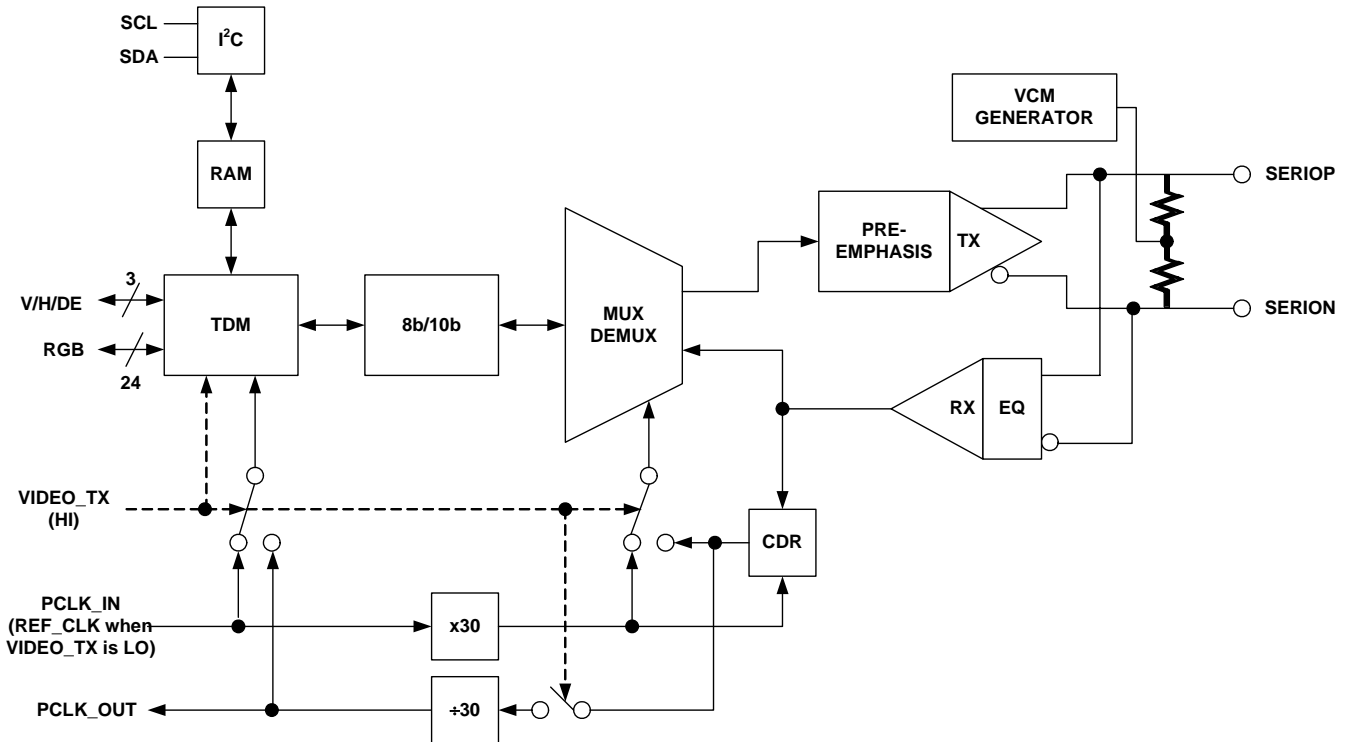 SCL
SDA
I²C
RAM
VCM
GENERATOR
SERIOP
PRE-
EMPHASIS
TX
V/H/DE
3
RGB
24
TDM
8b/10b
MUX
DEMUX
SERION
RX
EQ
VIDEO_TX
(HI)
CDR
PCLK_IN
(REF_CLK when
VIDEO_TX is LO)
x30
PCLK_OUT
÷30